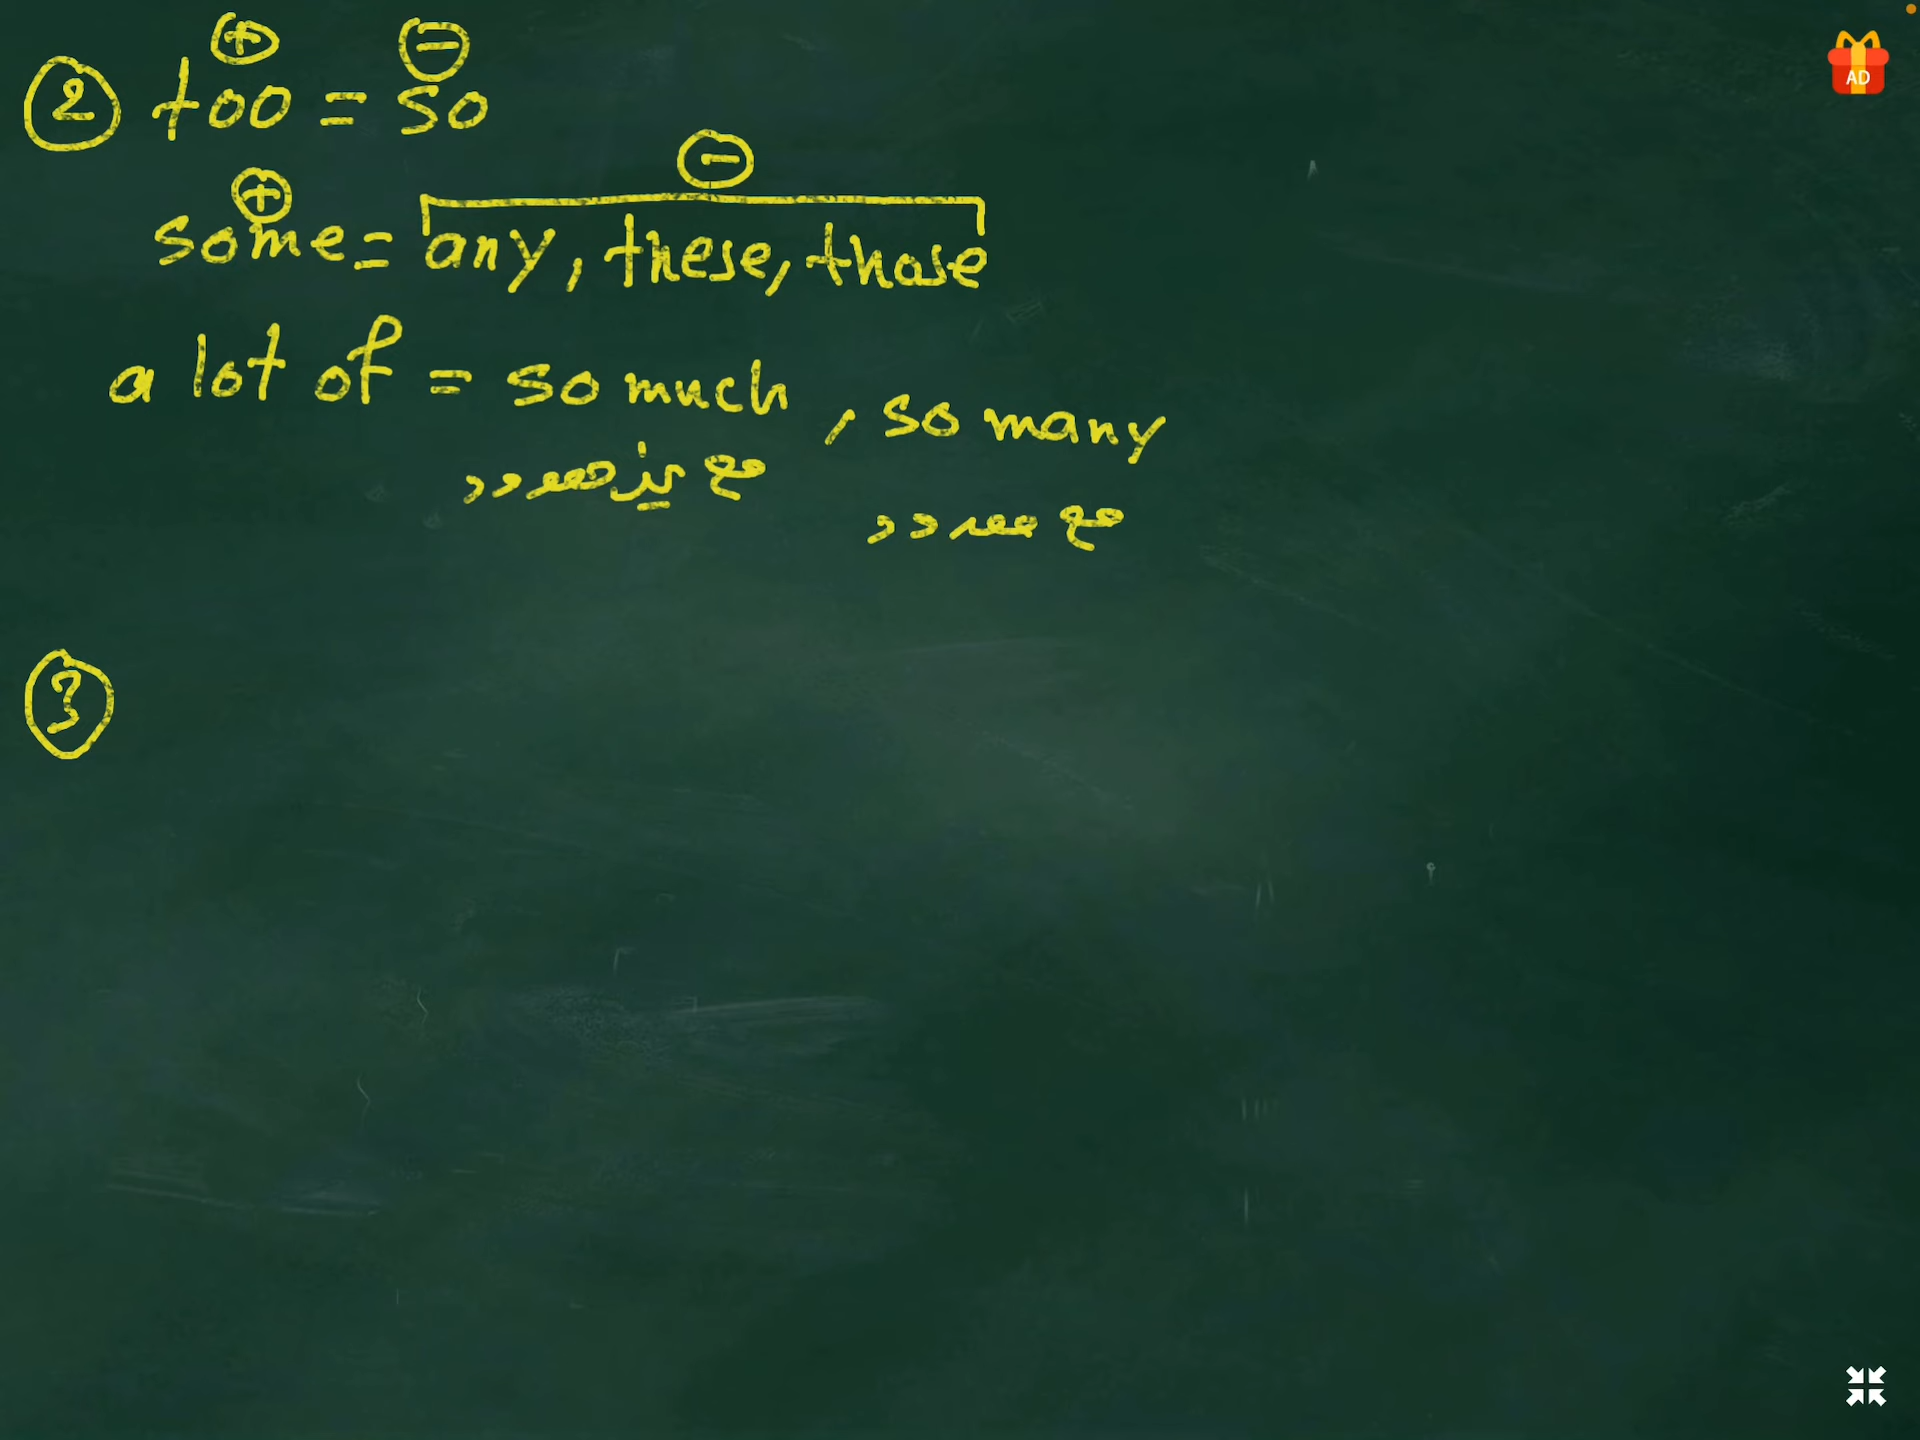 ② too = so
⊕ ⊖
some = any, these, those
⊕ ⊖
a lot of = so much , so many
مع غير معدود
مع معدود
③
AD